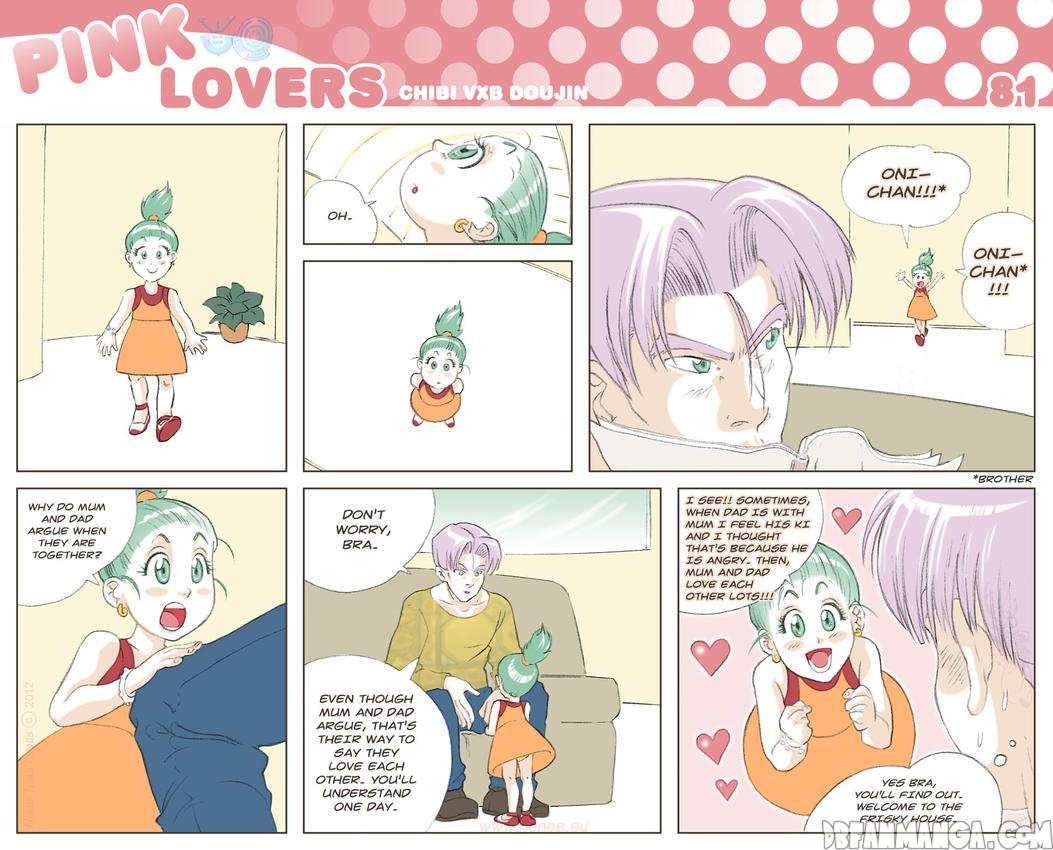 PINK
LOVERS
CHIBI VXB DOUJIN
81
OH..
ONI-
CHAN!!!*
ONI-
CHAN*
!!!
*BROTHER
WHY DO MUM
AND DAD
ARGUE WHEN
THEY ARE
TOGETHER?
DON'T
WORRY,
BRA..
EVEN THOUGH
MUM AND DAD
ARGUE, THAT'S
THEIR WAY TO
SAY THEY
LOVE EACH
OTHER.. YOU'LL
UNDERSTAND
ONE DAY..
I SEE!! SOMETIMES,
WHEN DAD IS WITH
MUM I FEEL HIS KI
AND I THOUGHT
THAT'S BECAUSE HE
IS ANGRY.. THEN,
MUM AND DAD
LOVE EACH
OTHER LOTS!!!
YES BRA,
YOU'LL FIND OUT..
WELCOME TO THE
FRISKY HOUSE..
© 2012
DBFANMANGA.COM